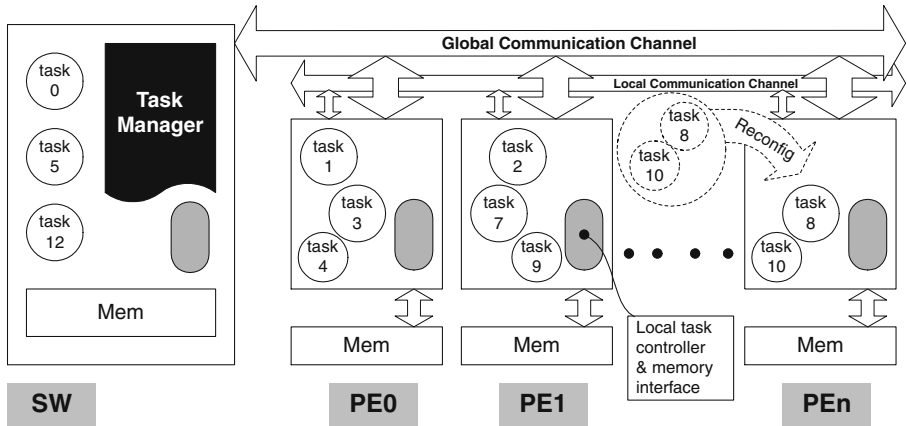 Global Communication Channel
Local Communication Channel
task
0
task
5
task
12
Task
Manager
Mem
SW
task
1
task
3
task
4
Mem
PE0
task
2
task
7
task
9
Mem
PE1
task
8
task
10
Reconfig
Local task
controller
& memory
interface
task
8
task
10
Mem
PEn